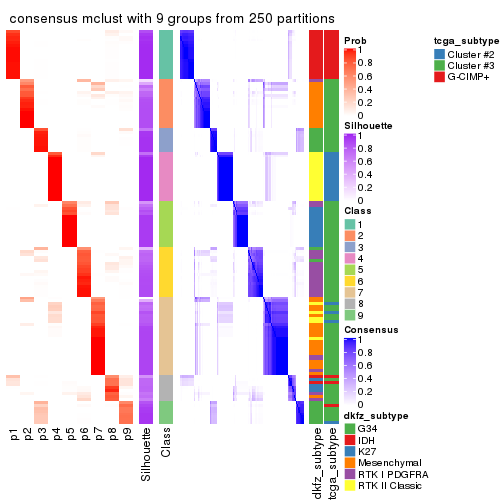 consensus mclust with 9 groups from 250 partitions
p1
p2
p3
p4
p5
p6
p7
p8
p9
Silhouette
Class
dkfz_subtype
tcga_subtype
Prob
1
0.8
0.6
0.4
0.2
0
Silhouette
1
0.8
0.6
0.4
0.2
0
Class
1
2
3
4
5
6
7
8
9
Consensus
1
0.8
0.6
0.4
0.2
0
dkfz_subtype
G34
IDH
K27
Mesenchymal
RTK I PDGFRA
RTK II Classic
tcga_subtype
Cluster #2
Cluster #3
G-CIMP+